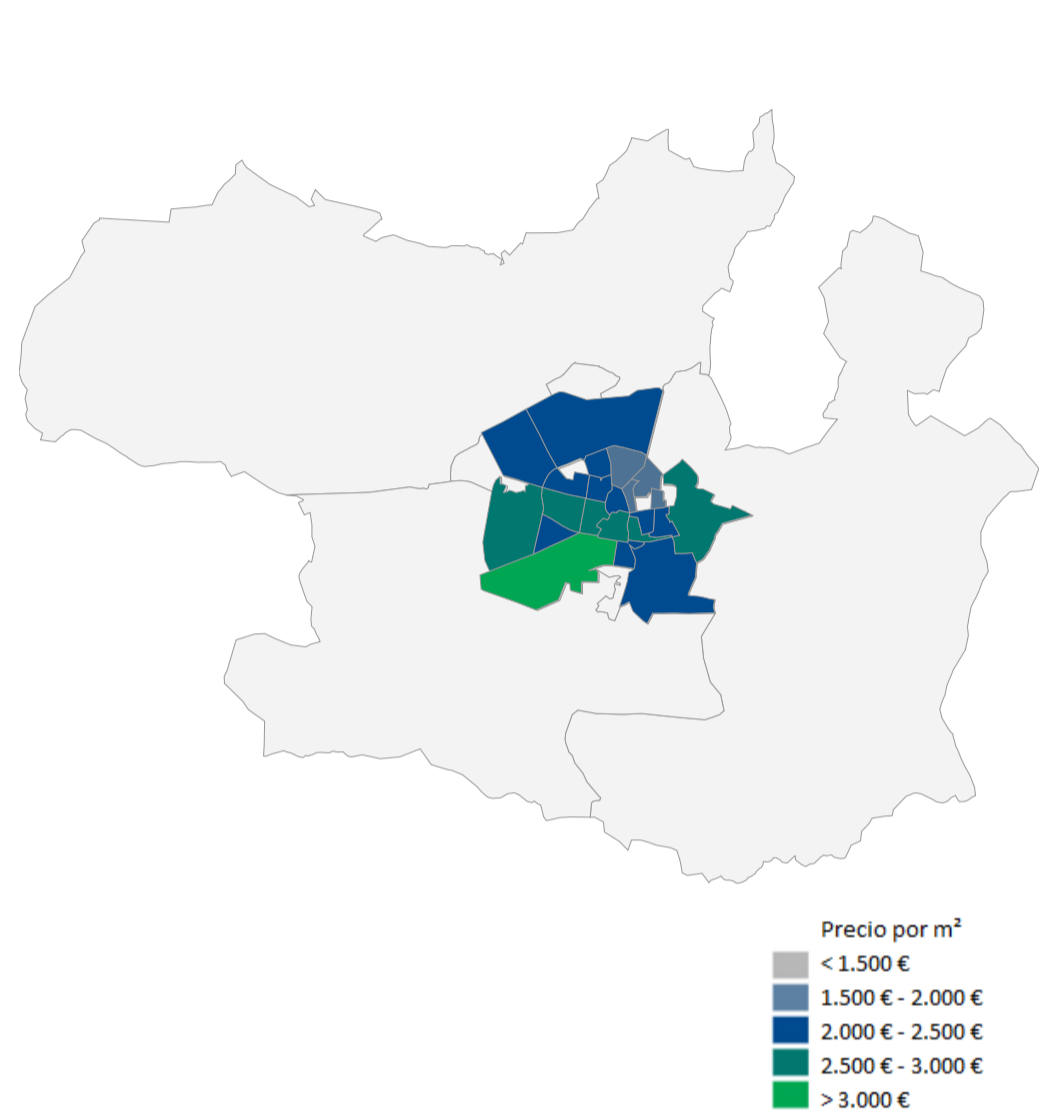 Precio por m²
< 1.500 €
1.500 € - 2.000 €
2.000 € - 2.500 €
2.500 € - 3.000 €
> 3.000 €